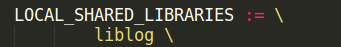 LOCAL_SHARED_LIBRARIES := \
liblog \